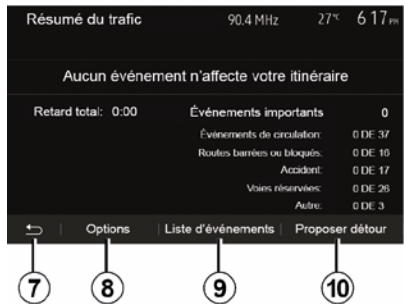 Résumé du trafic 90.4 MHz 27°c 6 17 PM
Aucun événement n'affecte votre itinéraire
Retard total: 0:00 Événements importants 0
Événements de circulation: 0 DE 37
Routes barrées ou bloqués: 0 DE 16
Accident: 0 DE 17
Voies réservées: 0 DE 26
Autre: 0 DE 3
Options Liste d'événements Proposer détour
7 8 9 10